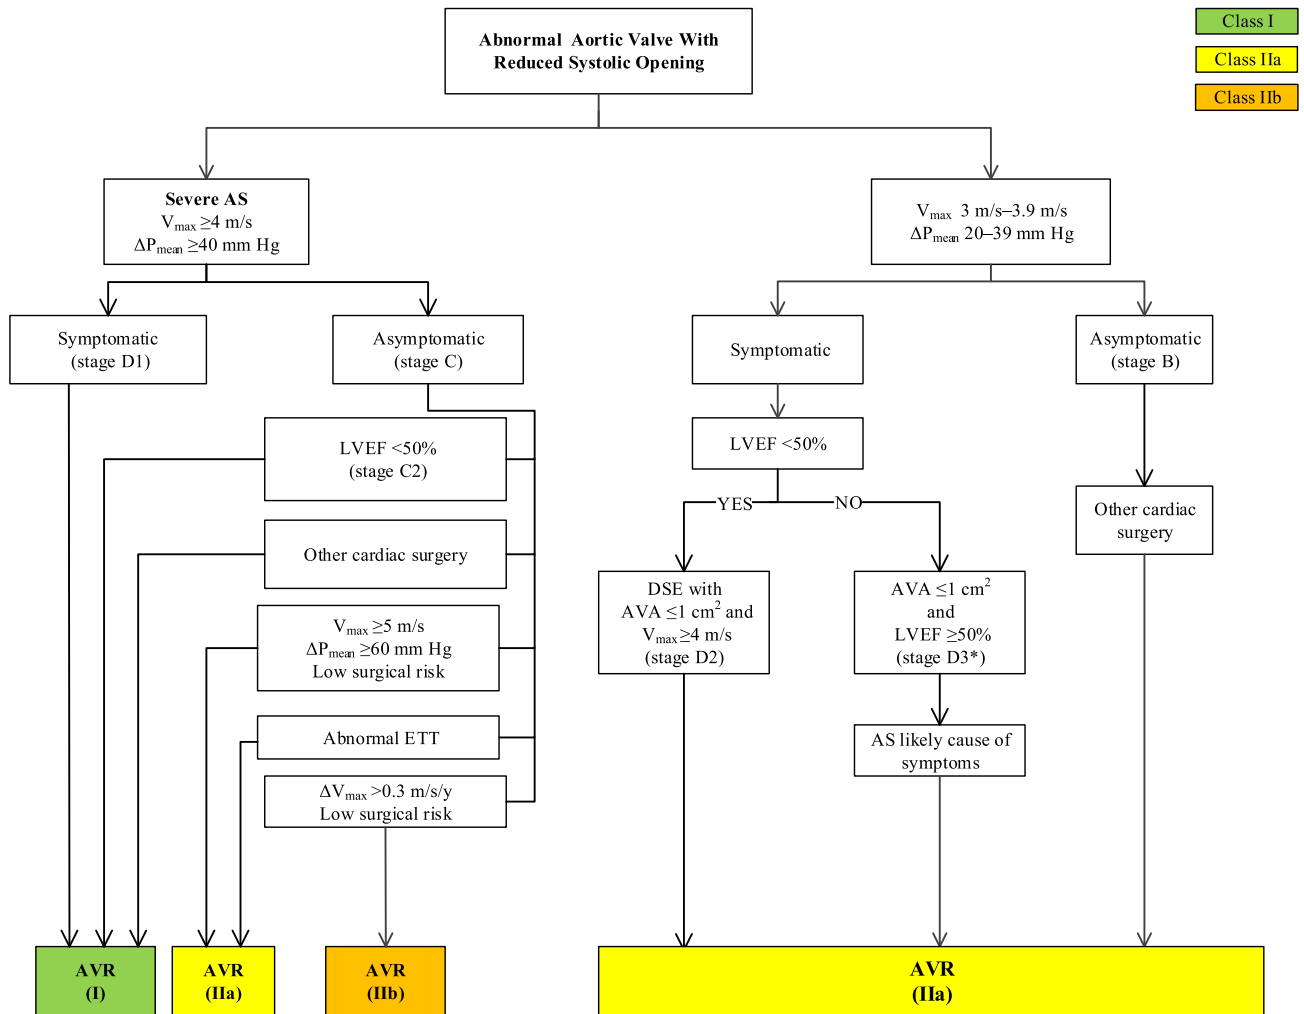 Abnormal Aortic Valve With
Reduced Systolic Opening
Class I
Class IIa
Class IIb
Severe AS
Vmax ≥4 m/s
ΔPmean ≥40 mm Hg
Vmax 3 m/s–3.9 m/s
ΔPmean 20–39 mm Hg
Symptomatic
(stage D1)
Asymptomatic
(stage C)
Symptomatic
Asymptomatic
(stage B)
LVEF <50%
(stage C2)
LVEF <50%
YES
NO
Other cardiac surgery
Other cardiac
surgery
Vmax ≥5 m/s
ΔPmean ≥60 mm Hg
Low surgical risk
DSE with
AVA ≤1 cm2 and
Vmax ≥4 m/s
(stage D2)
AVA ≤1 cm2
and
LVEF ≥50%
(stage D3*)
Abnormal ETT
AS likely cause of
symptoms
ΔVmax >0.3 m/s/y
Low surgical risk
AVR
(I)
AVR
(IIa)
AVR
(IIb)
AVR
(IIa)